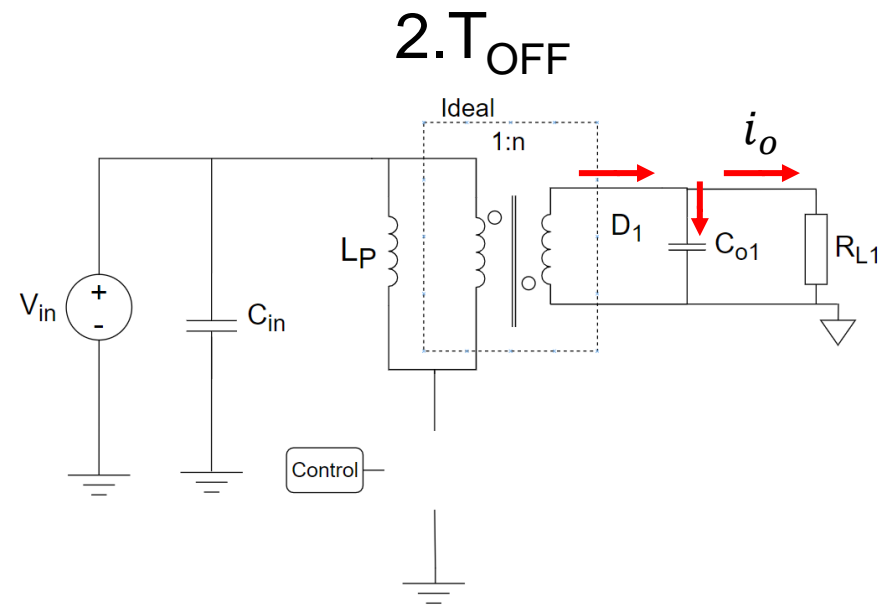 2.TOFF
Ideal
1:n
io
LP
D1
Co1
RL1
Vin
+
-
Cin
Control